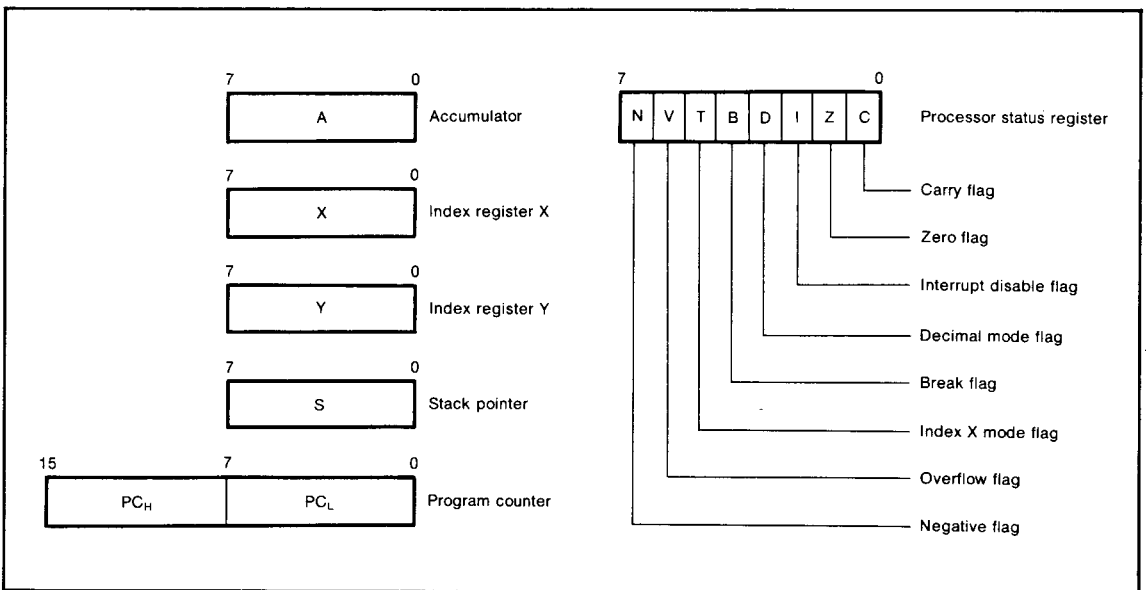 7 0
A Accumulator
7 0
X Index register X
7 0
Y Index register Y
7 0
S Stack pointer
15 7 0
PCH PCL Program counter
7 0
N V T B D I Z C Processor status register
Carry flag
Zero flag
Interrupt disable flag
Decimal mode flag
Break flag
Index X mode flag
Overflow flag
Negative flag